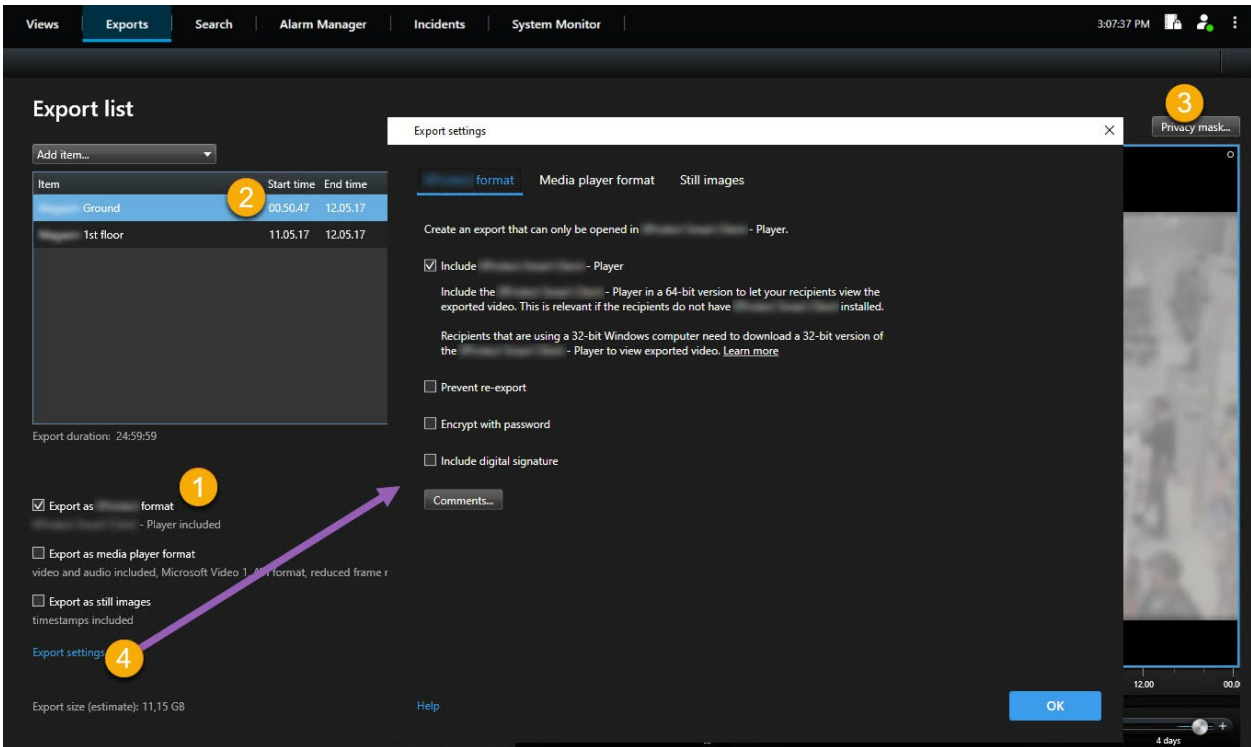 Views Exports Search Alarm Manager Incidents System Monitor 3:07:37 PM
Export list
3
Privacy mask...
Export settings
Add item...
Item Start time End time
2
Ground 00.50.47 12.05.17
1st floor 11.05.17 12.05.17
Export duration: 24:59:59
1
Export as format
- Player included
Export as media player format
video and audio included, Microsoft Video 1, format, reduced frame
Export as still images
timestamps included
Export settings
4
Export size (estimate): 11,15 GB
format Media player format Still images
Create an export that can only be opened in - Player.
Include - Player
Include the - Player in a 64-bit version to let your recipients view the
exported video. This is relevant if the recipients do not have installed.
Recipients that are using a 32-bit Windows computer need to download a 32-bit version of
the - Player to view exported video. Learn more
Prevent re-export
Encrypt with password
Include digital signature
Comments...
Help
OK
12.00 00.0
4 days